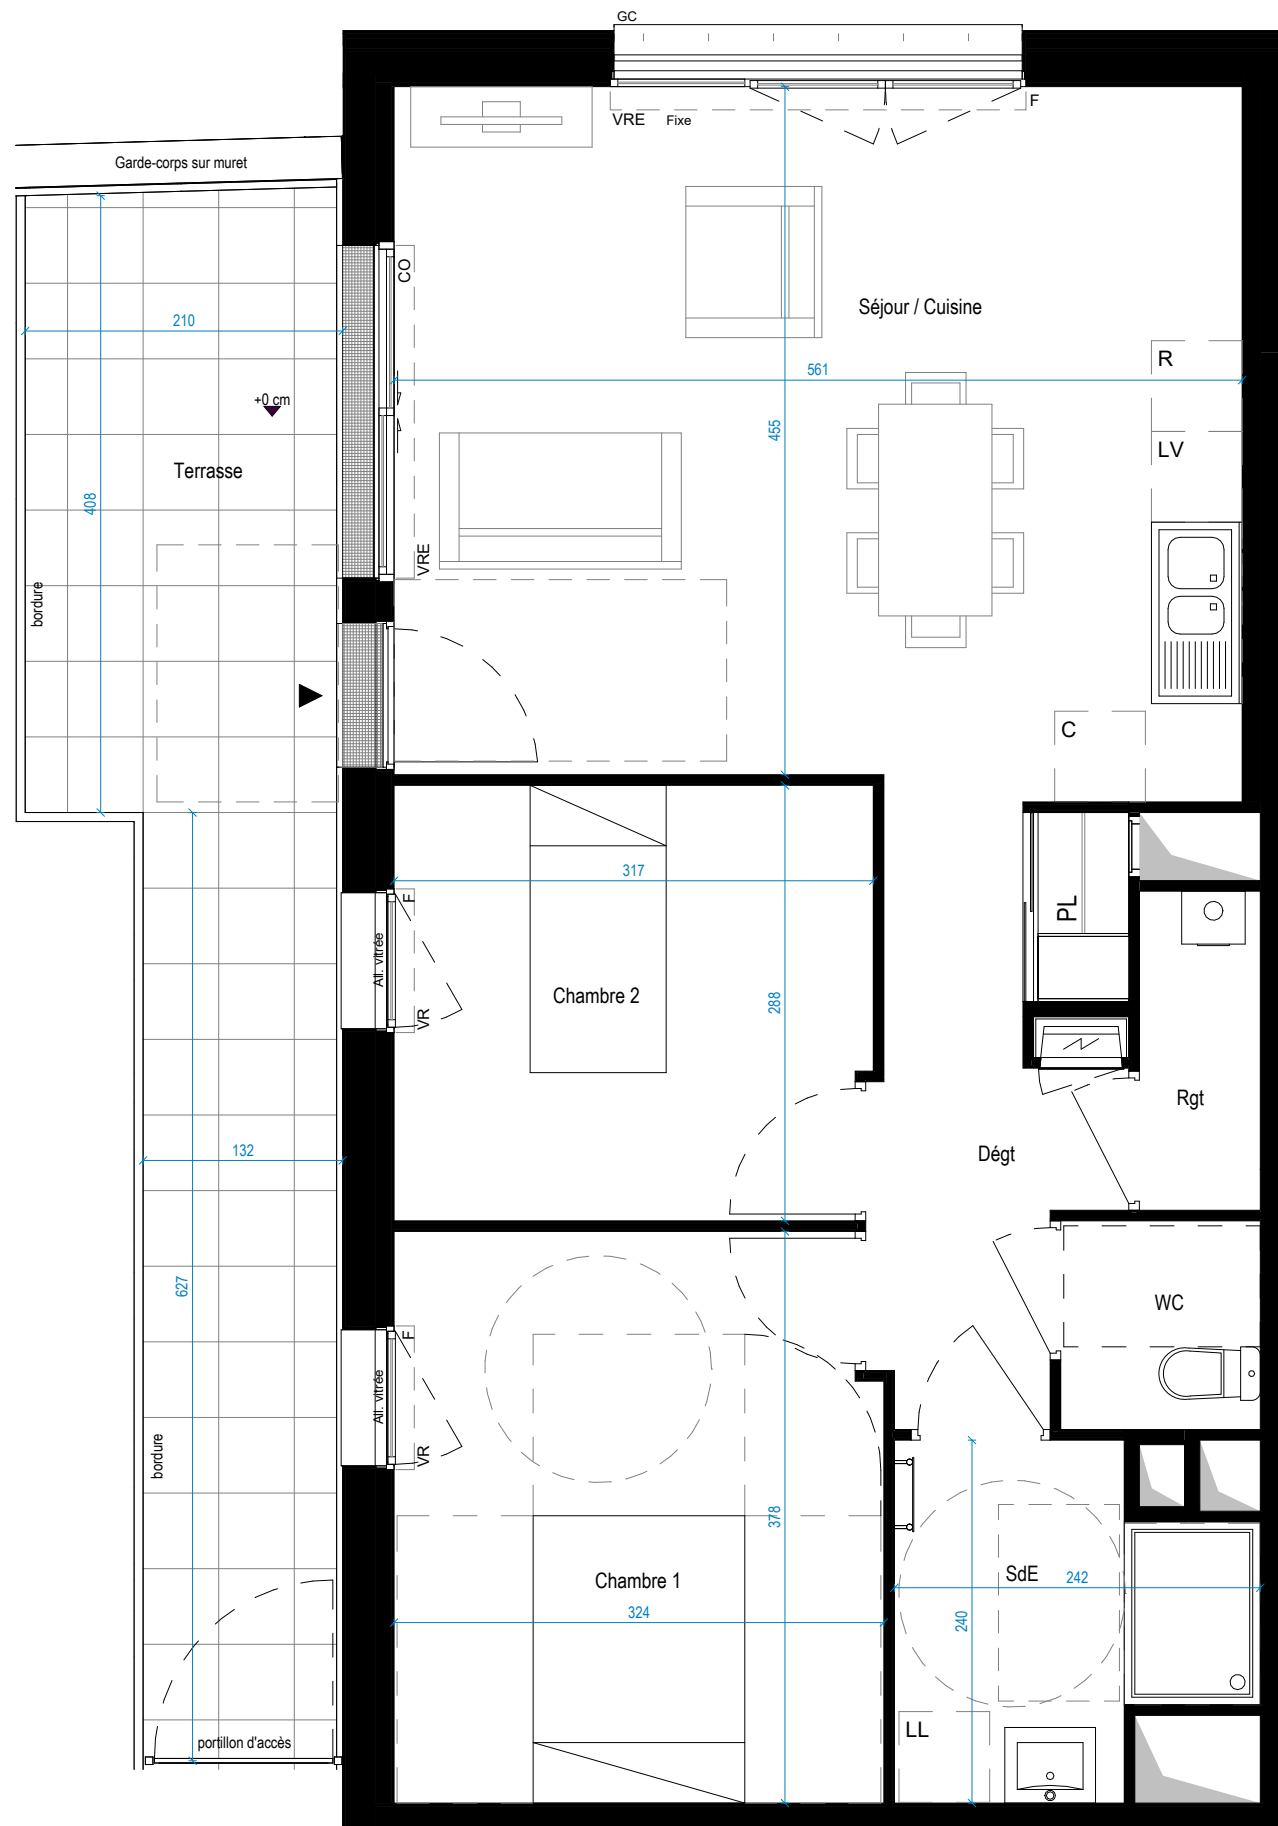 GC
F
VRE Fixe
Garde-corps sur muret
CO
Séjour / Cuisine
210
561
R
+0 cm
455
LV
Terrasse
408
VRE
bordure
C
317
F
All. vitrée
PL
VR
Chambre 2
288
Rgt
132
Dégt
627
WC
F
All. vitrée
VR
bordure
378
SdE
242
Chambre 1
324
240
LL
portillon d'accès